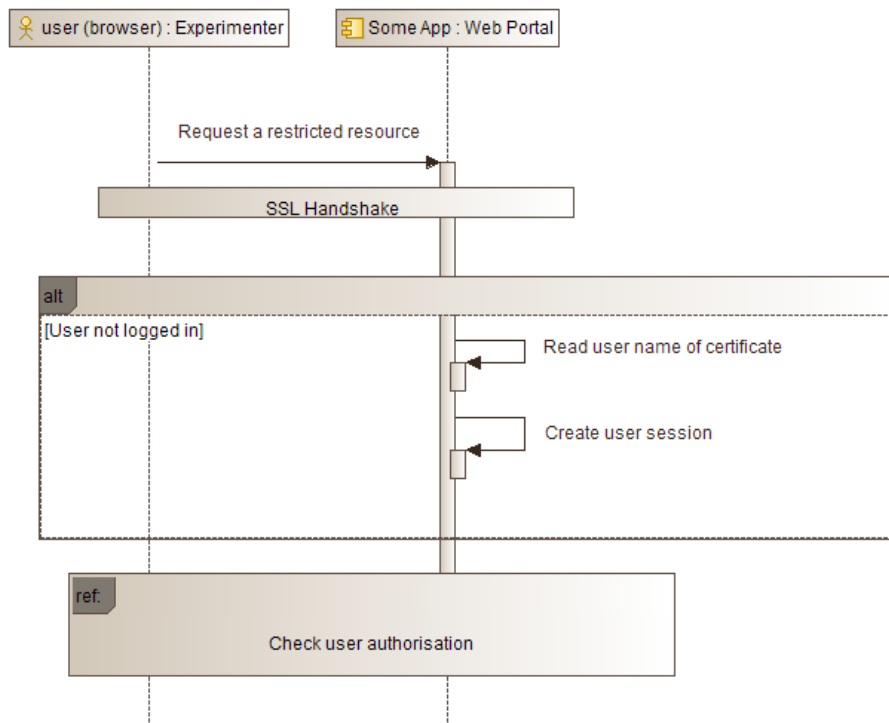 user (browser) : Experimenter
Some App : Web Portal
Request a restricted resource
SSL Handshake
alt
[User not logged in]
Read user name of certificate
Create user session
ref:
Check user authorisation